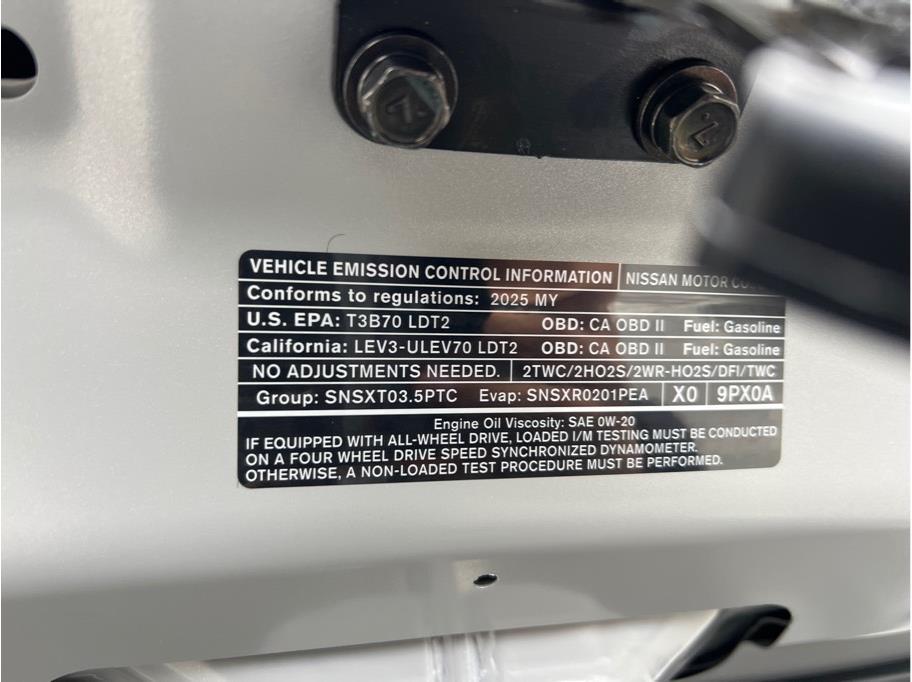 VEHICLE EMISSION CONTROL INFORMATION NISSAN MOTOR
Conforms to regulations: 2025 MY
U.S. EPA: T3B70 LDT2 OBD: CA OBD II Fuel: Gasoline
California: LEV3-ULEV70 LDT2 OBD: CA OBD II Fuel: Gasoline
NO ADJUSTMENTS NEEDED. 2TWC/2HO2S/2WR-HO2S/DFI/TWC
Group: SNSXT03.5PTC Evap: SNSXR0201PEA X0 9PX0A
Engine Oil Viscosity: SAE 0W-20
IF EQUIPPED WITH ALL-WHEEL DRIVE, LOADED I/M TESTING MUST BE CONDUCTED
ON A FOUR WHEEL DRIVE SPEED SYNCHRONIZED DYNAMOMETER.
OTHERWISE, A NON-LOADED TEST PROCEDURE MUST BE PERFORMED.